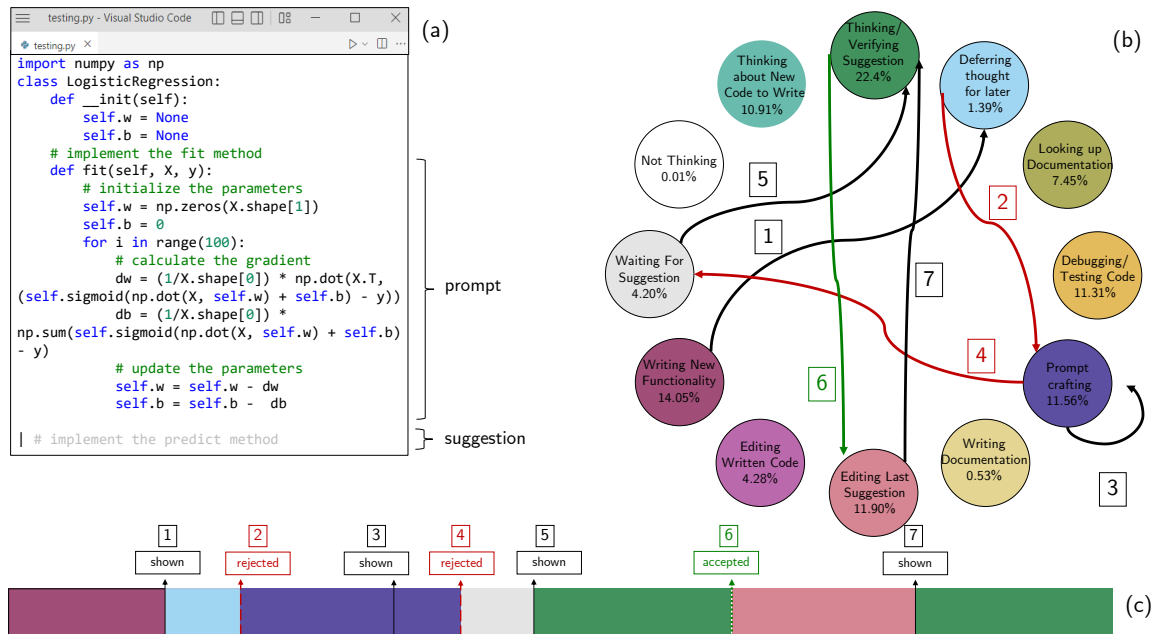 testing.py - Visual Studio Code
testing.py
import numpy as np
class LogisticRegression:
def __init(self):
self.w = None
self.b = None
# implement the fit method
def fit(self, X, y):
# initialize the parameters
self.w = np.zeros(X.shape[1])
self.b = 0
for i in range(100):
# calculate the gradient
dw = (1/X.shape[0]) * np.dot(X.T,
(self.sigmoid(np.dot(X, self.w) + self.b) - y))
db = (1/X.shape[0]) *
np.sum(self.sigmoid(np.dot(X, self.w) + self.b)
- y)
# update the parameters
self.w = self.w - dw
self.b = self.b -  db
# implement the predict method
prompt
suggestion
(a)
(b)
Thinking/
Verifying
Suggestion
22.4%
Deferring
thought
for later
1.39%
Looking up
Documentation
7.45%
Debugging/
Testing Code
11.31%
Prompt
crafting
11.56%
Writing
Documentation
0.53%
Editing Last
Suggestion
11.90%
Editing
Written Code
4.28%
Writing New
Functionality
14.05%
Waiting For
Suggestion
4.20%
Not Thinking
0.01%
Thinking
about New
Code to Write
10.91%
5
1
2
7
4
6
3
1
shown
2
rejected
3
shown
4
rejected
5
shown
6
accepted
7
shown
(c)